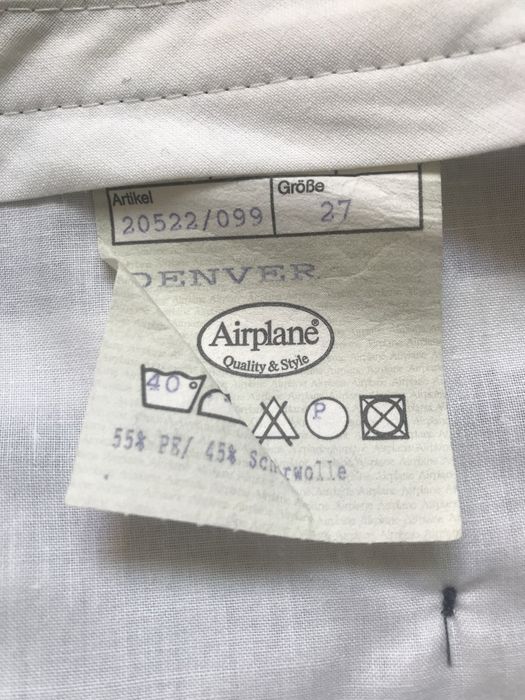 Artikel Größe
20522/099 27
DENVER
Airplane®
Quality & Style
40°
P
55% PE/ 45% Schurwolle